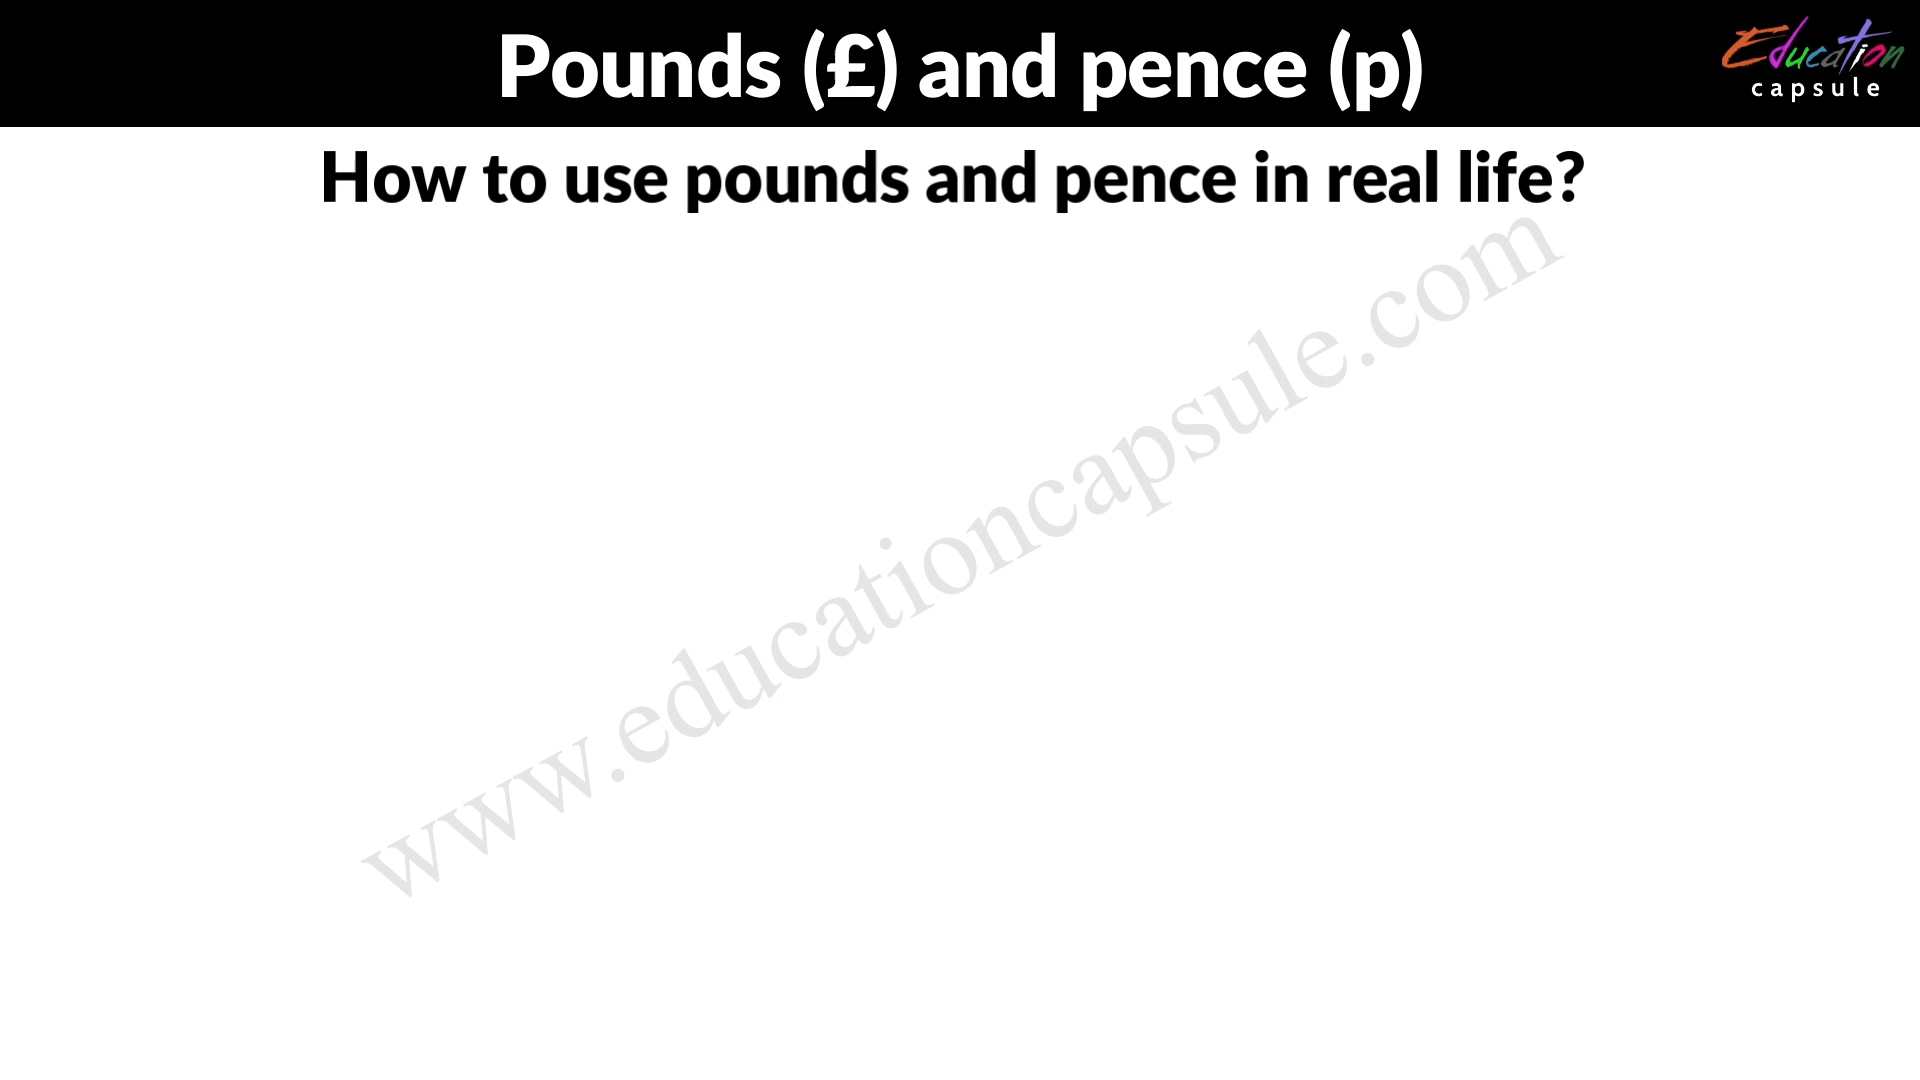 Pounds (£) and pence (p)
Education
capsule
How to use pounds and pence in real life?
www.educationcapsule.com